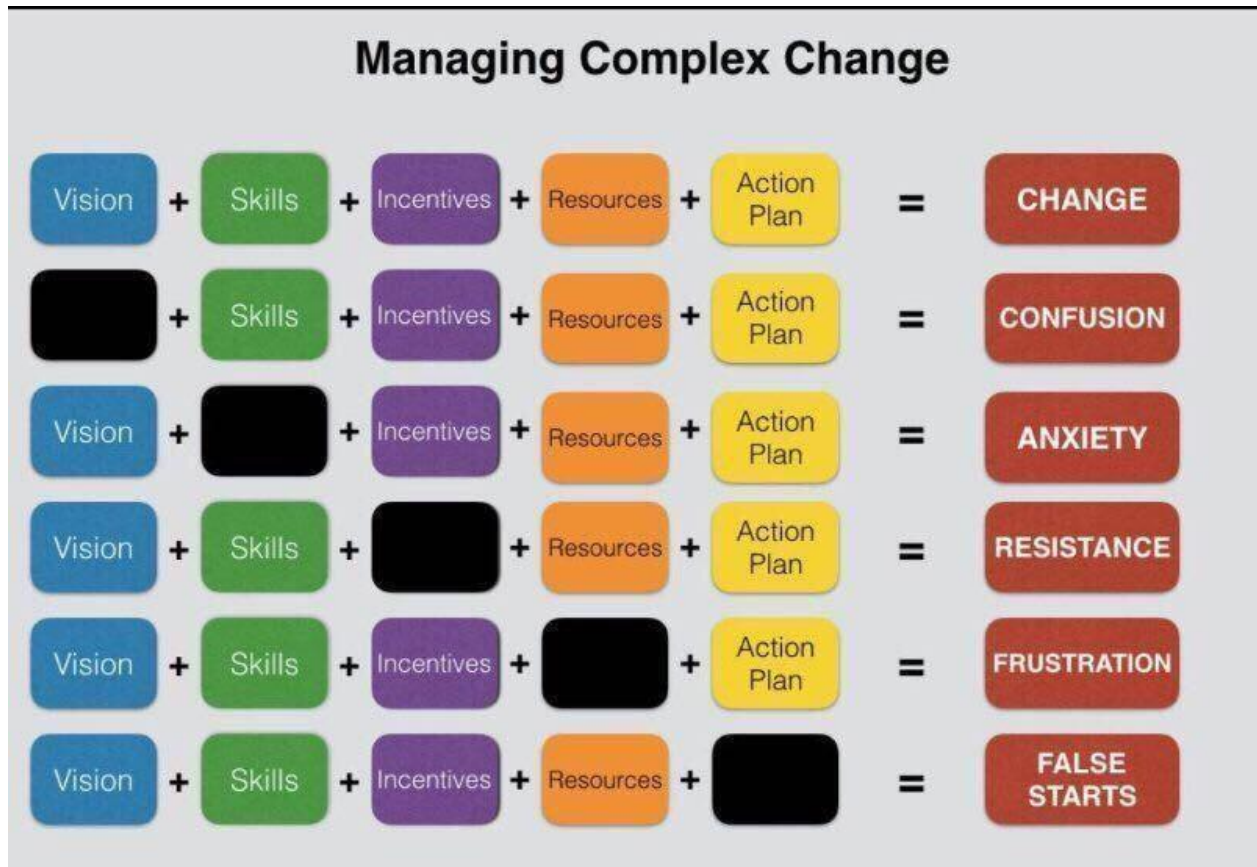 Managing Complex Change
Vision + Skills + Incentives + Resources + Action Plan = CHANGE
+ Skills + Incentives + Resources + Action Plan = CONFUSION
Vision + + Incentives + Resources + Action Plan = ANXIETY
Vision + Skills + + Resources + Action Plan = RESISTANCE
Vision + Skills + Incentives + + Action Plan = FRUSTRATION
Vision + Skills + Incentives + Resources + = FALSE STARTS